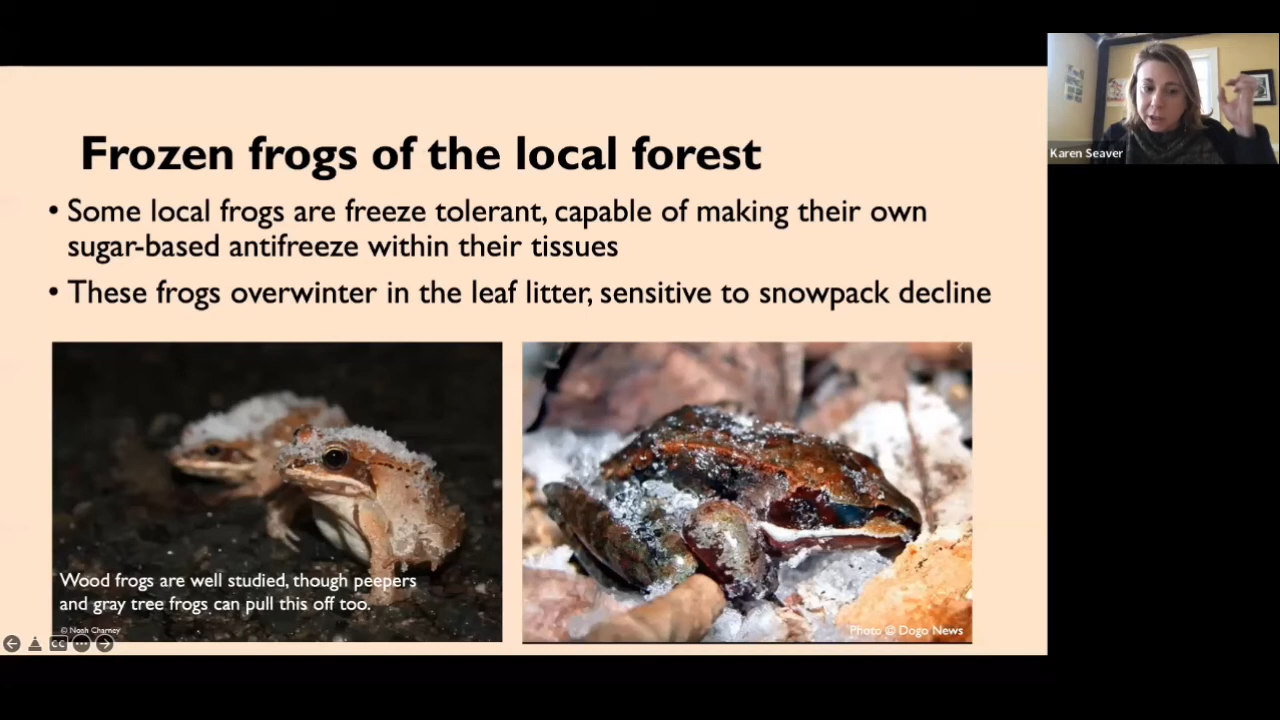 Frozen frogs of the local forest
• Some local frogs are freeze tolerant, capable of making their own
sugar-based antifreeze within their tissues
• These frogs overwinter in the leaf litter, sensitive to snowpack decline
Wood frogs are well studied, though peepers
and gray tree frogs can pull this off too.
© Noah Charney
Photo @ Dogo News
CC
Karen Seaver